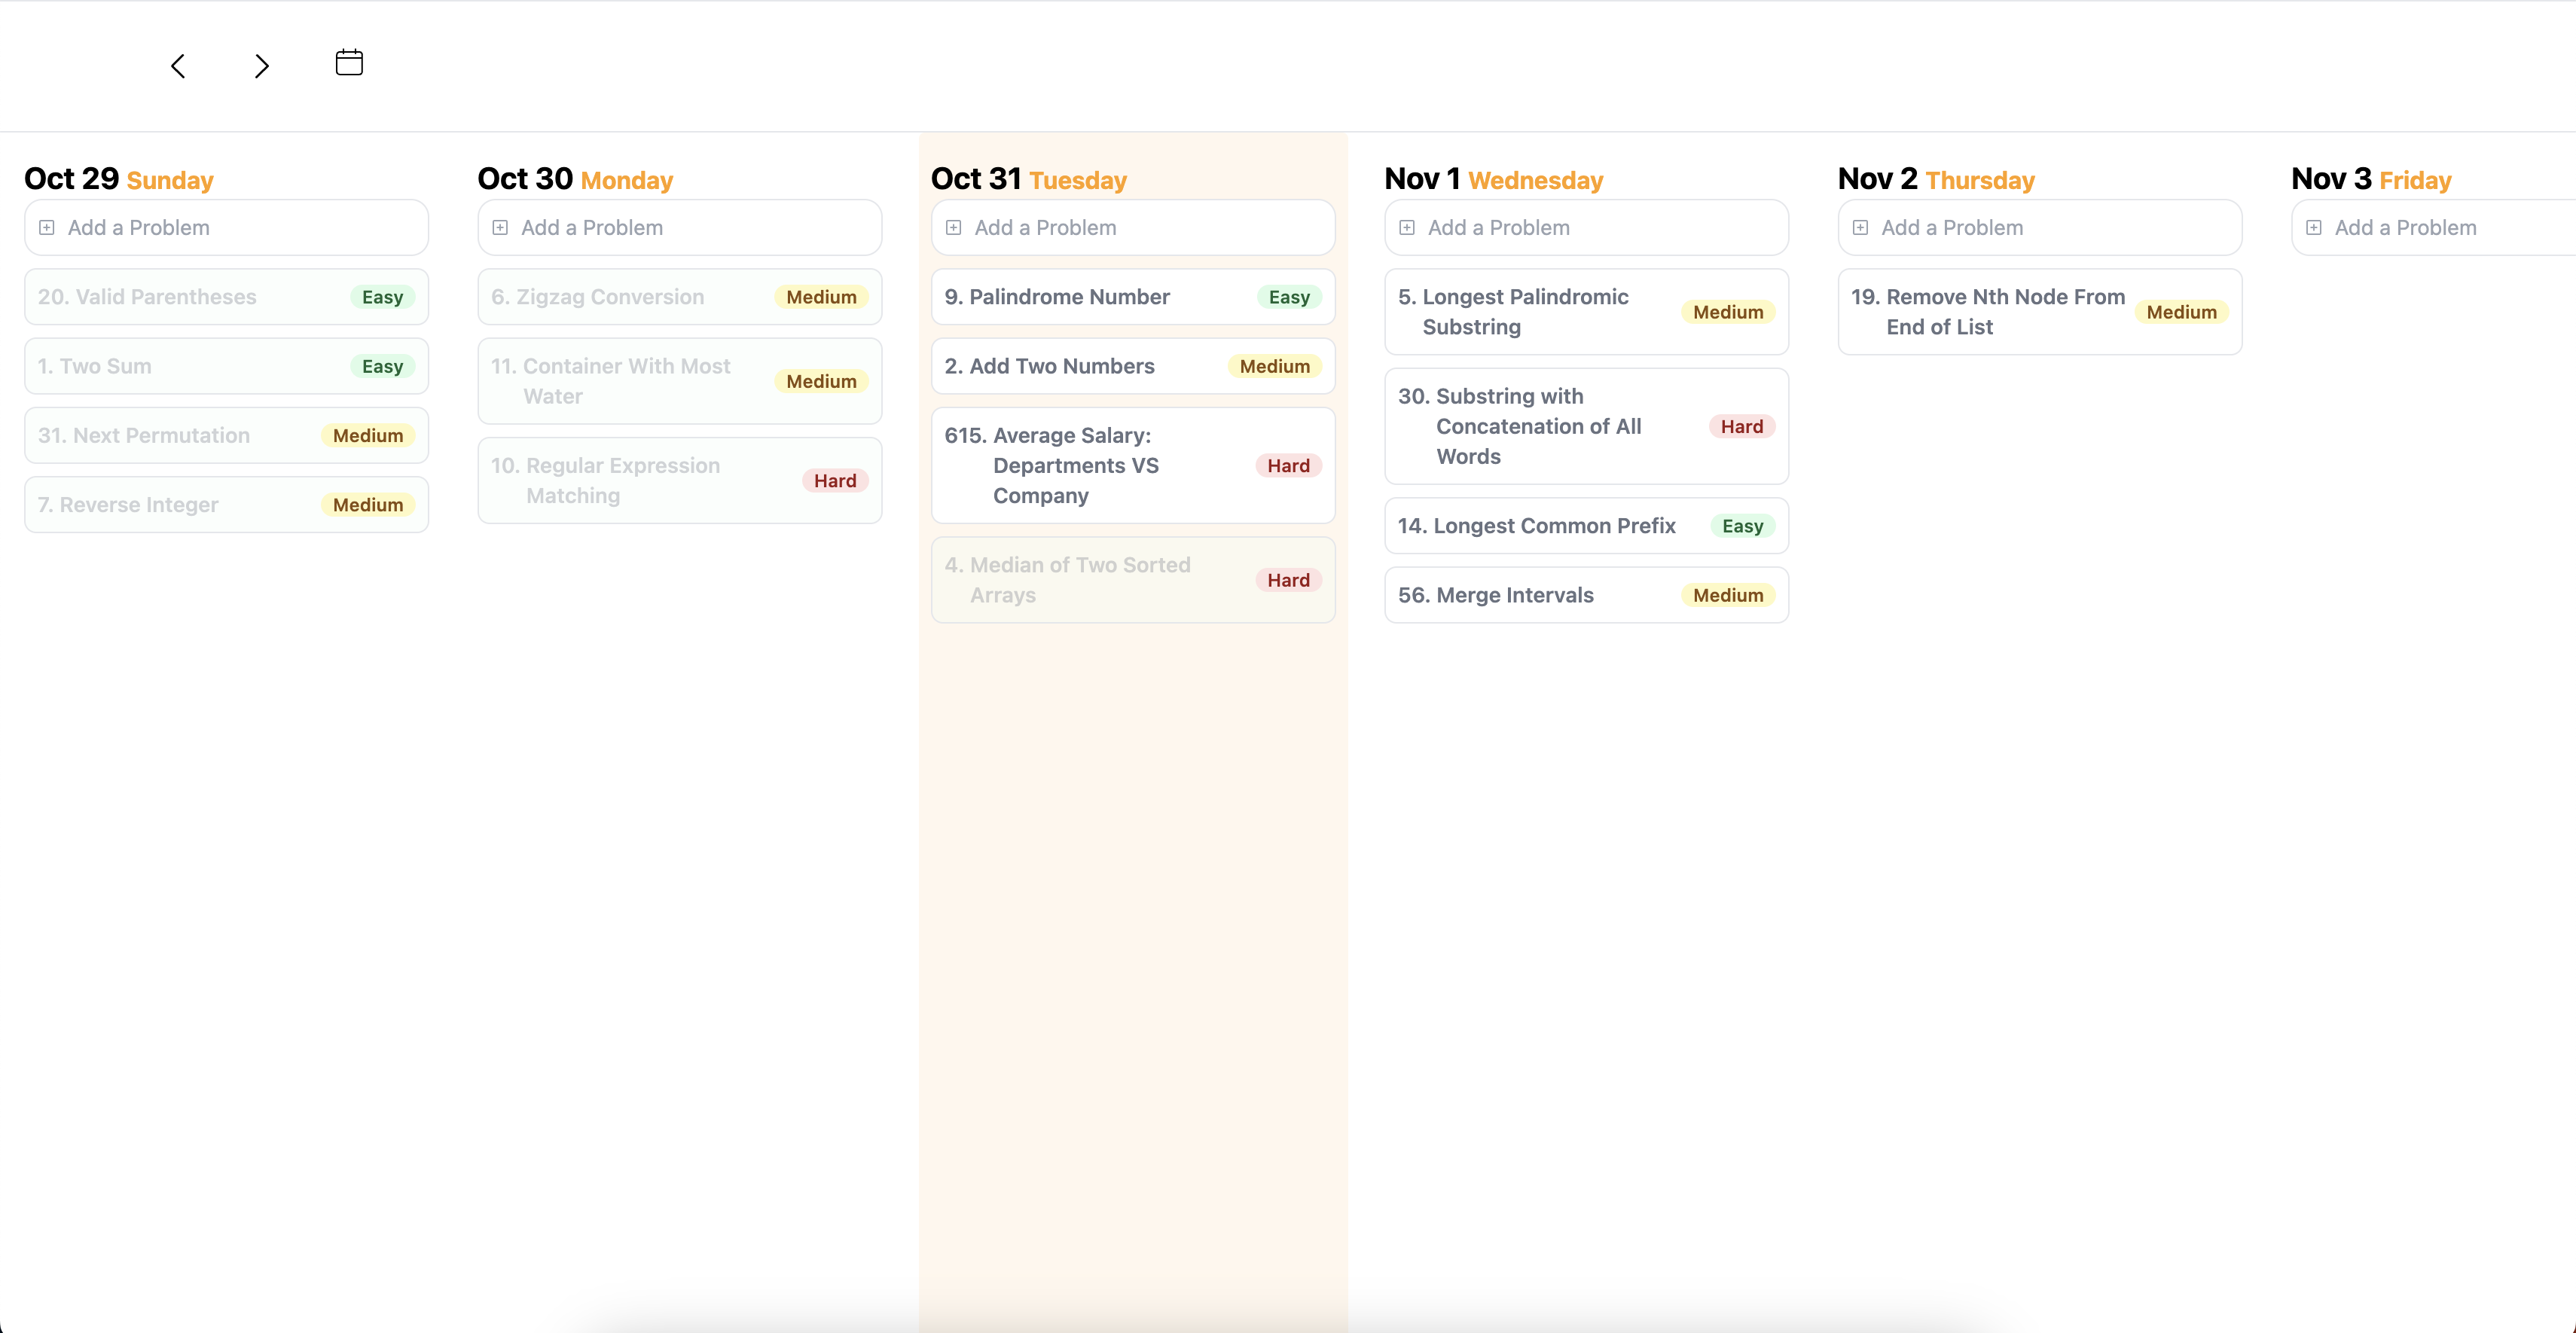 Oct 29 Sunday
Add a Problem
20. Valid Parentheses Easy
1. Two Sum Easy
31. Next Permutation Medium
7. Reverse Integer Medium
Oct 30 Monday
Add a Problem
6. Zigzag Conversion Medium
11. Container With Most
Water
Medium
10. Regular Expression
Matching
Hard
Oct 31 Tuesday
Add a Problem
9. Palindrome Number Easy
2. Add Two Numbers Medium
615. Average Salary:
Departments VS
Company
Hard
4. Median of Two Sorted
Arrays
Hard
Nov 1 Wednesday
Add a Problem
5. Longest Palindromic
Substring
Medium
30. Substring with
Concatenation of All
Words
Hard
14. Longest Common Prefix Easy
56. Merge Intervals Medium
Nov 2 Thursday
Add a Problem
19. Remove Nth Node From
End of List
Medium
Nov 3 Friday
Add a Problem